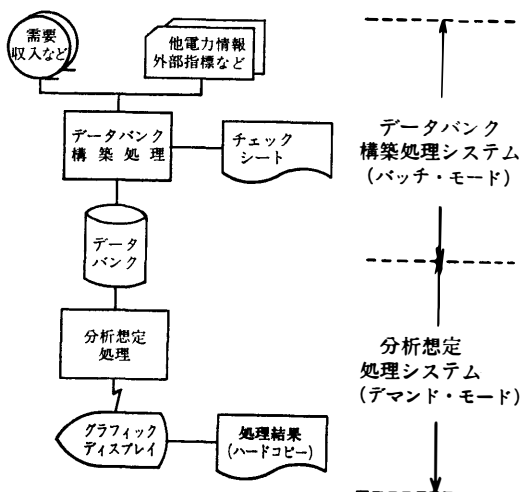 需要
収入など
他電力情報
外部指標など
データバンク
構築処理
チェック
シート
データ
バンク
分析想定
処理
グラフィック
ディスプレイ
処理結果
(ハードコピー)
データバンク
構築処理システム
(バッチ・モード)
分析想定
処理システム
(デマンド・モード)